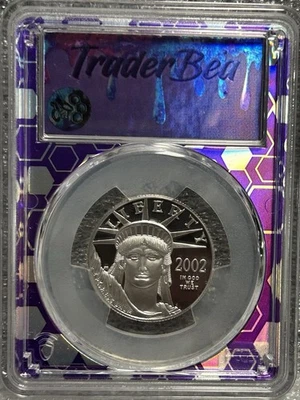 TraderBea
LIBERTY
2002
IN GOD
WE
TRUST